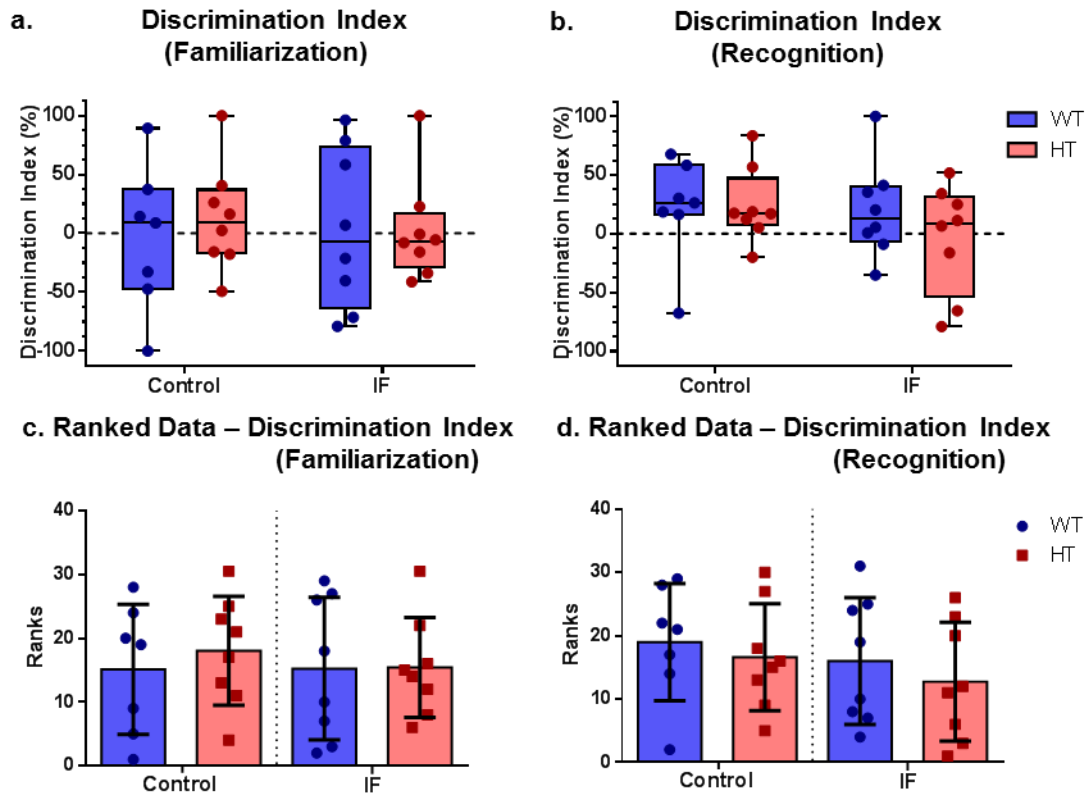 a. Discrimination Index
(Familiarization)
Discrimination Index (%)
100
50
0
-50
-100
Control IF
b. Discrimination Index
(Recognition)
Discrimination Index (%)
100
50
0
-50
-100
Control IF
WT
HT
c. Ranked Data – Discrimination Index
(Familiarization)
Ranks
40
30
20
10
0
Control IF
d. Ranked Data – Discrimination Index
(Recognition)
Ranks
40
30
20
10
0
Control IF
WT
HT